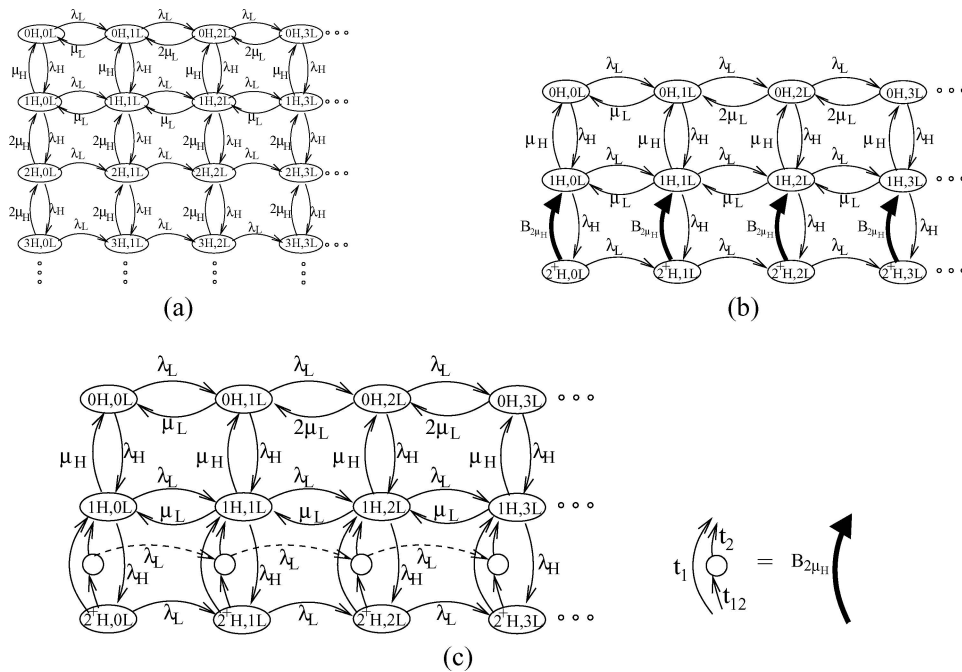 λL λL λL
0H,0L 0H,1L 0H,2L 0H,3L
μL 2μL 2μL
μH λH μH λH μH λH μH λH
λL λL λL
1H,0L 1H,1L 1H,2L 1H,3L
μL μL μL
2μH λH 2μH λH 2μH λH 2μH λH
λL λL λL
2H,0L 2H,1L 2H,2L 2H,3L
2μH λH 2μH λH 2μH λH 2μH λH
λL λL λL
3H,0L 3H,1L 3H,2L 3H,3L
(a)
λL λL λL
0H,0L 0H,1L 0H,2L 0H,3L
μL 2μL 2μL
μH λH μH λH μH λH μH λH
λL λL λL
1H,0L 1H,1L 1H,2L 1H,3L
μL μL μL
B2μH λH B2μH λH B2μH λH B2μH λH
λL λL λL
2+H,0L 2+H,1L 2+H,2L 2+H,3L
(b)
λL λL λL
0H,0L 0H,1L 0H,2L 0H,3L
μL 2μL 2μL
μH λH μH λH μH λH μH λH
λL λL λL
1H,0L 1H,1L 1H,2L 1H,3L
μL μL μL
λL λL λL
λH λH λH λH
λL λL λL
2+H,0L 2+H,1L 2+H,2L 2+H,3L
t1 t2 t12 = B2μH
(c)